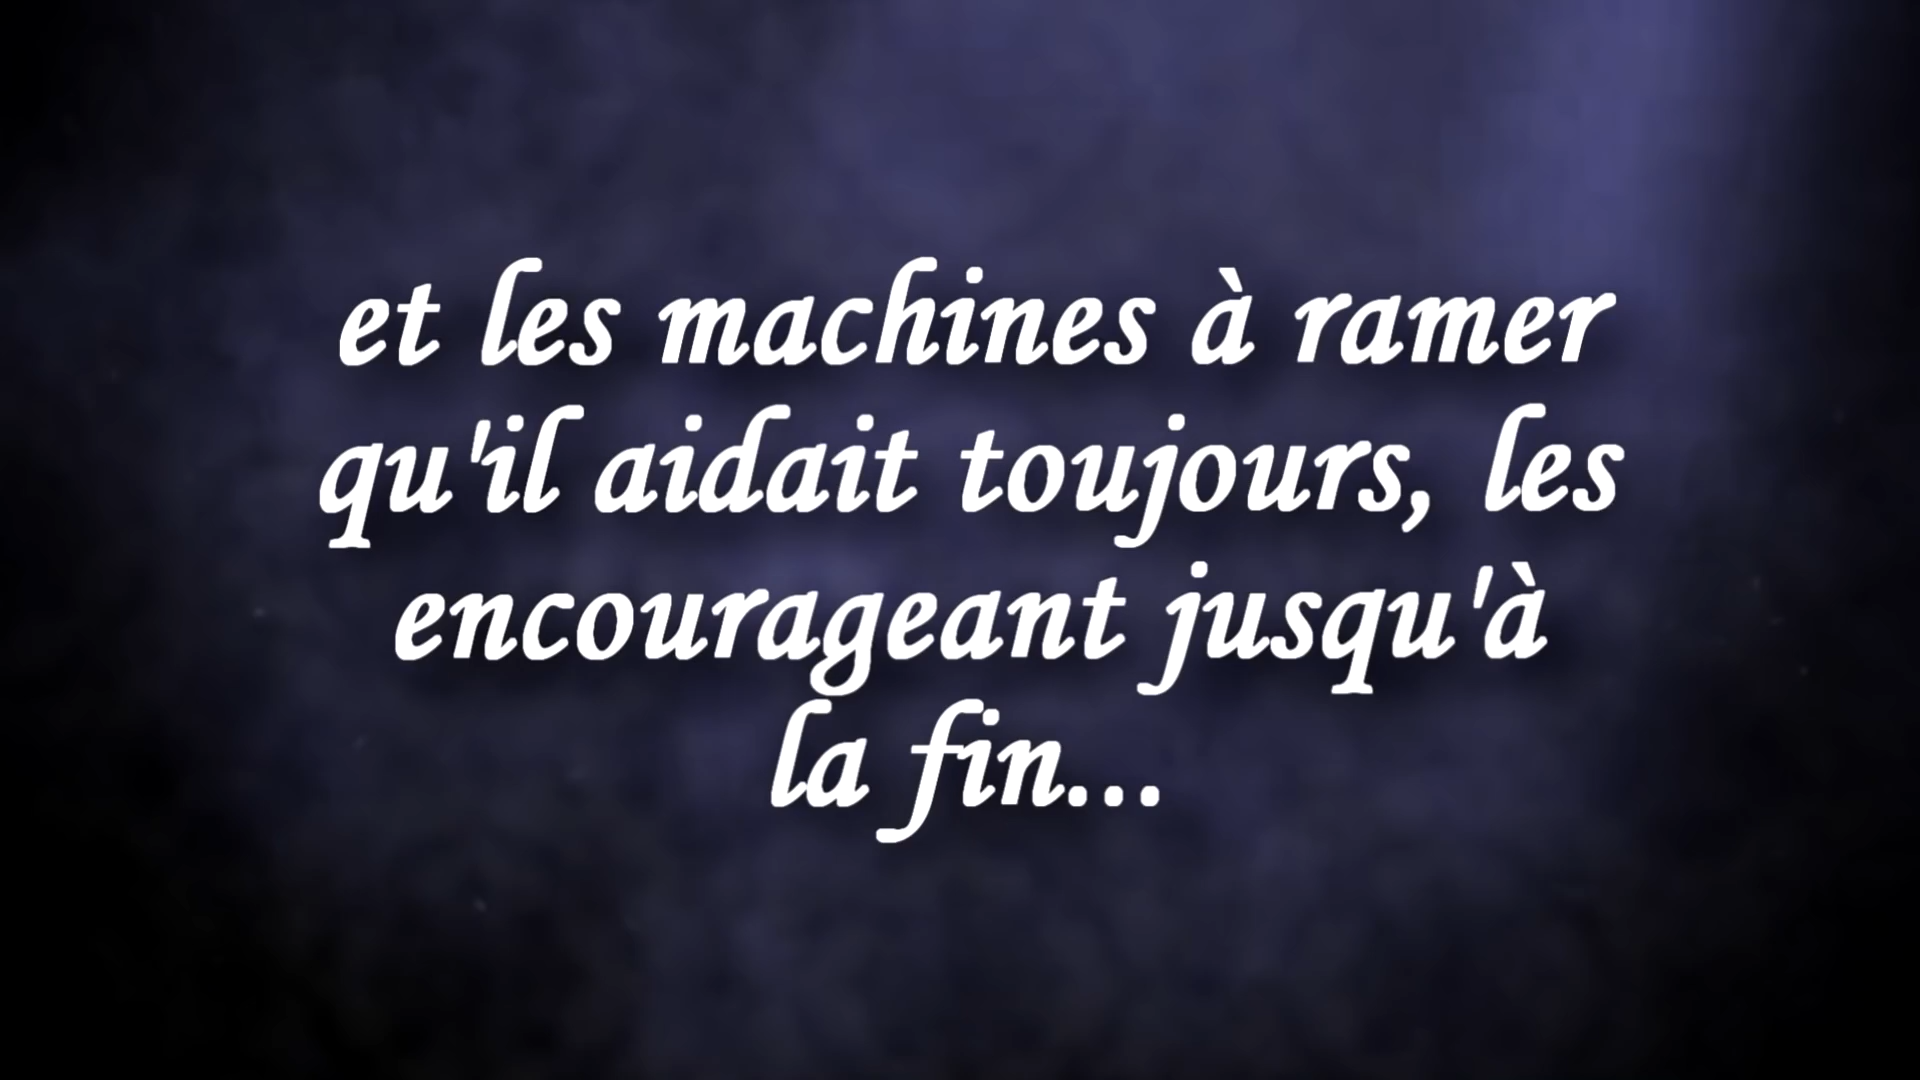 et les machines à ramer
qu'il aidait toujours, les
encourageant jusqu'à
la fin...